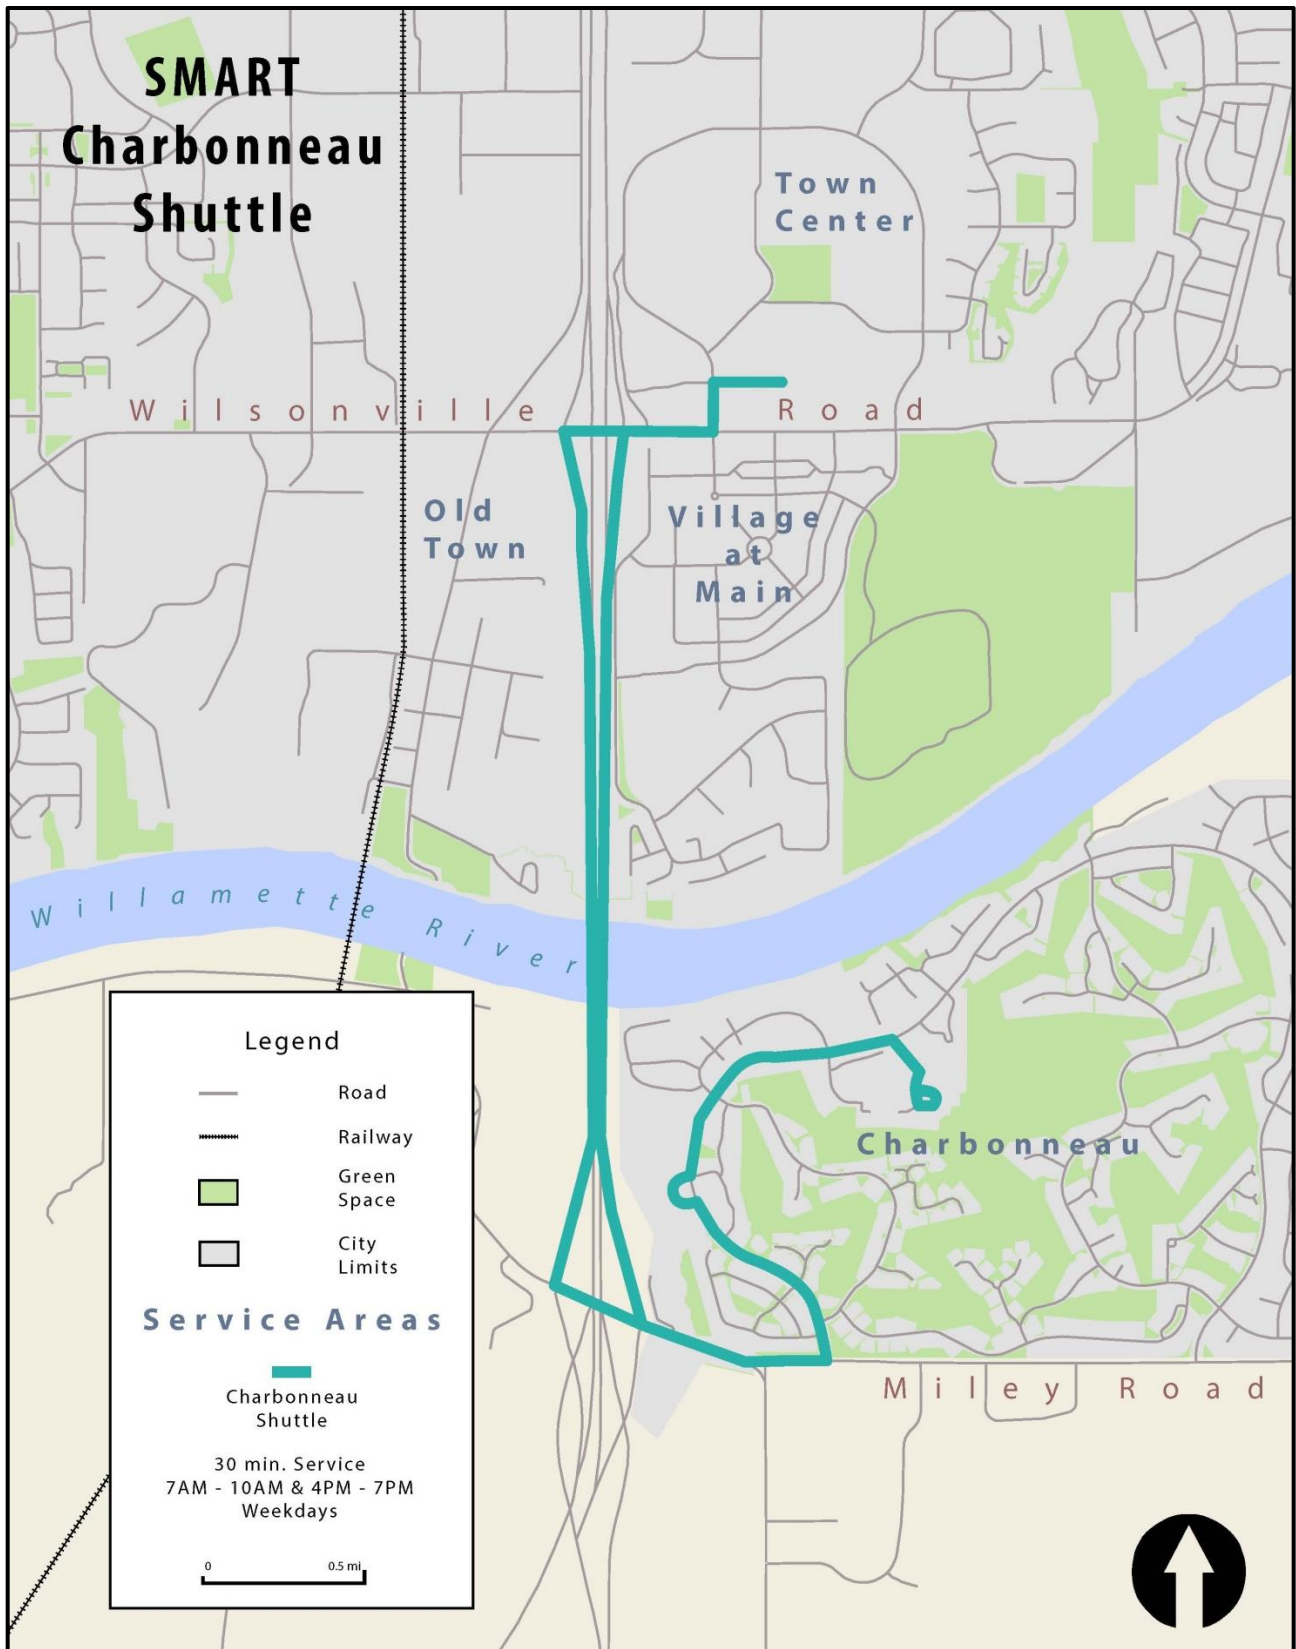 SMART
Charbonneau
Shuttle
Town
Center
Wilsonville Road
Old
Town
Village
at
Main
Willamette River
Charbonneau
Miley Road
Legend
Road
Railway
Green
Space
City
Limits
Service Areas
Charbonneau
Shuttle
30 min. Service
7AM - 10AM & 4PM - 7PM
Weekdays
0 0.5 mi